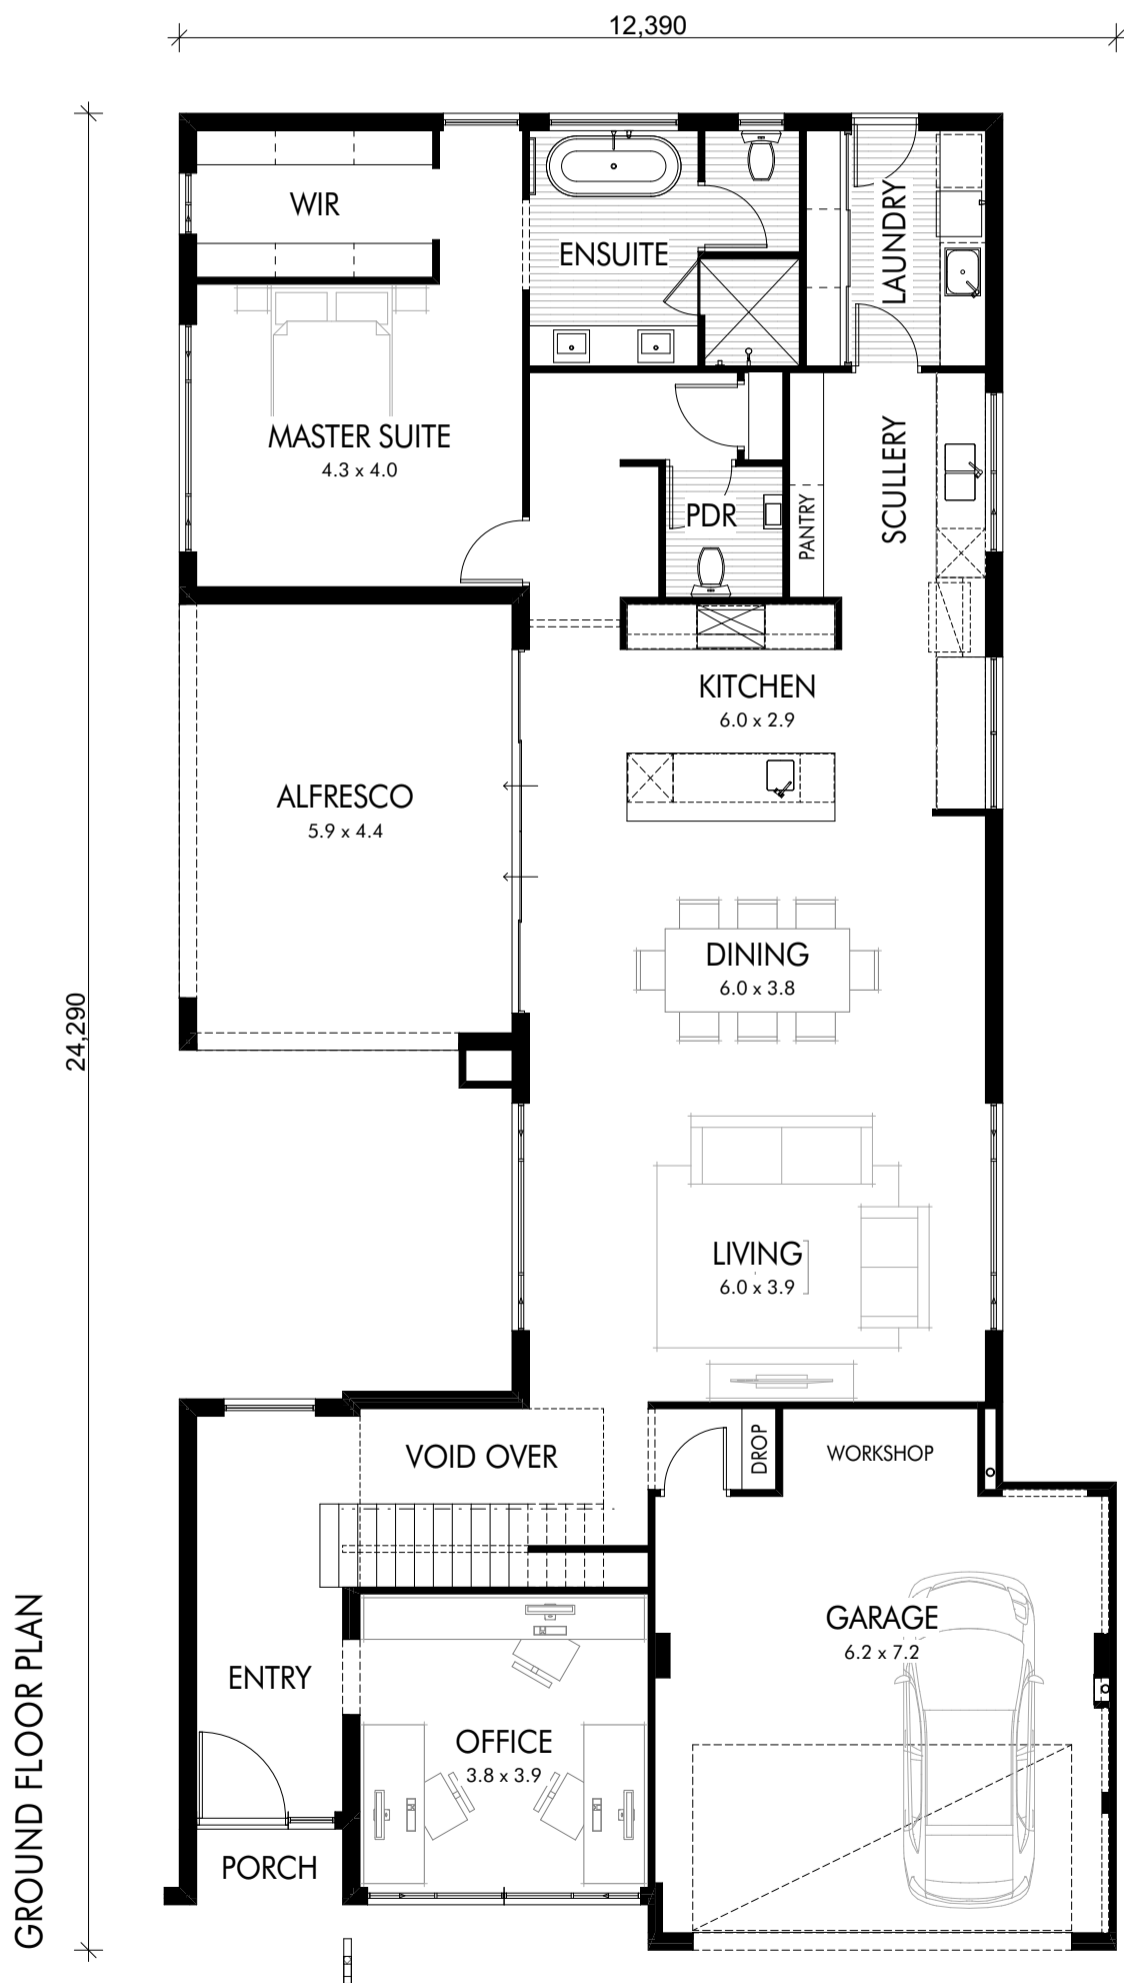 12,390
24,290
GROUND FLOOR PLAN
WIR
ENSUITE
LAUNDRY
MASTER SUITE
4.3 x 4.0
PDR
PANTRY
SCULLERY
KITCHEN
6.0 x 2.9
ALFRESCO
5.9 x 4.4
DINING
6.0 x 3.8
LIVING
6.0 x 3.9
VOID OVER
DROP
WORKSHOP
GARAGE
6.2 x 7.2
ENTRY
OFFICE
3.8 x 3.9
PORCH